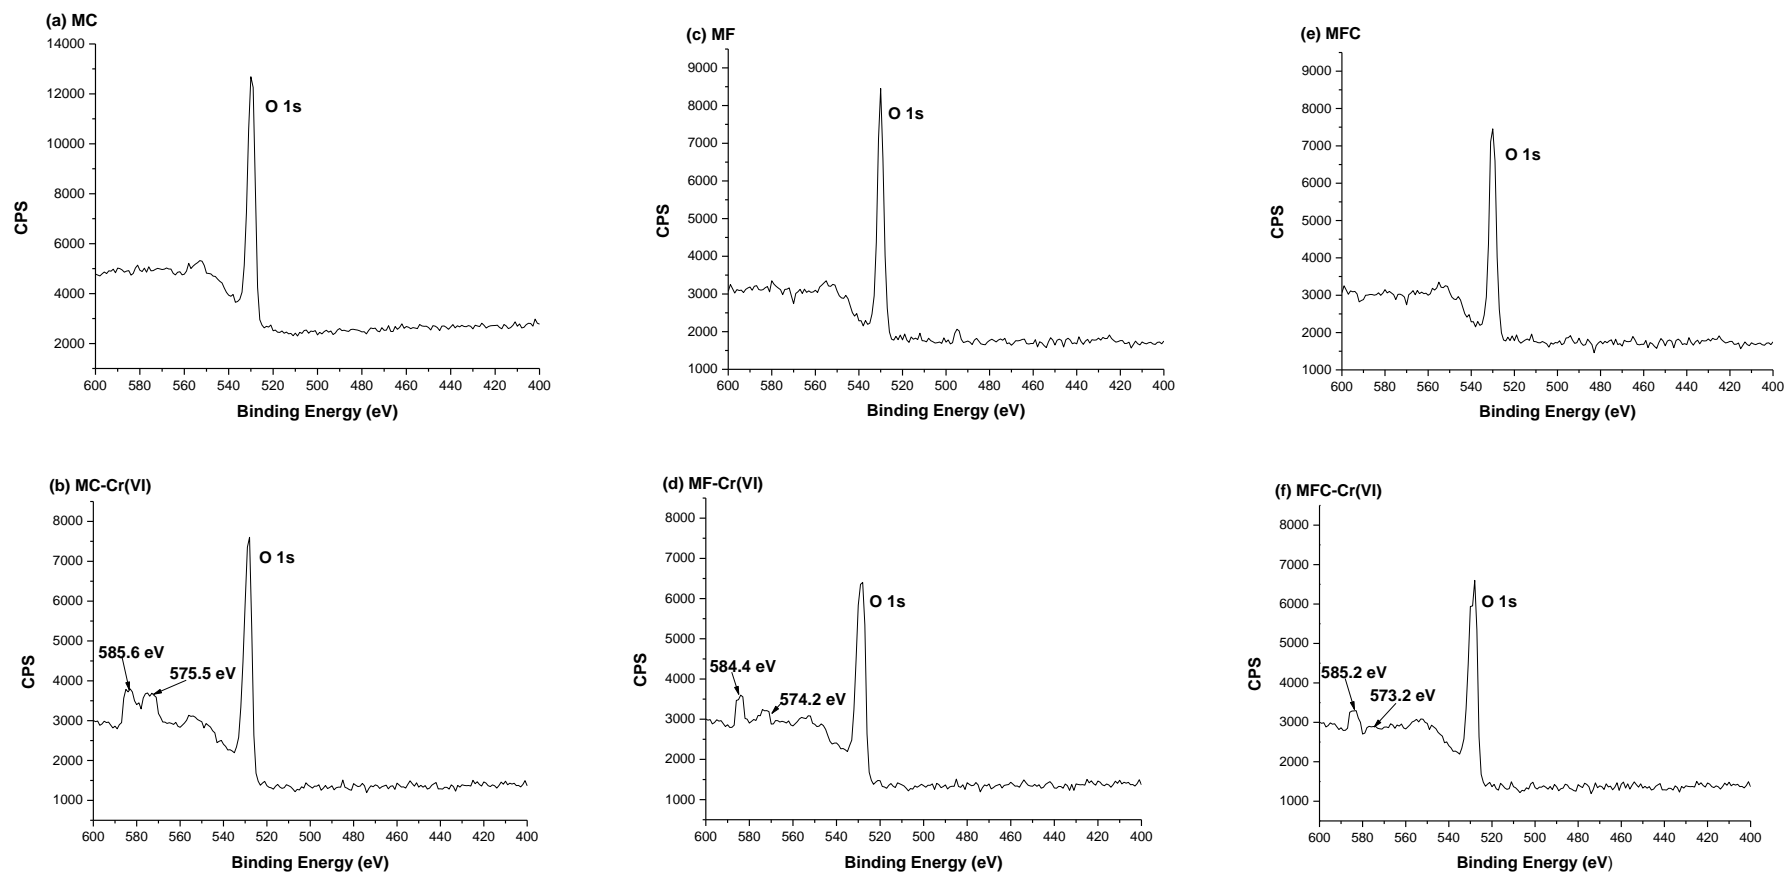 (a) MC
14000
12000
10000
8000
6000
4000
2000
CPS
O 1s
600 580 560 540 520 500 480 460 440 420 400
Binding Energy (eV)
(c) MF
9000
8000
7000
6000
5000
4000
3000
2000
1000
CPS
O 1s
600 580 560 540 520 500 480 460 440 420 400
Binding Energy (eV)
(e) MFC
9000
8000
7000
6000
5000
4000
3000
2000
1000
CPS
O 1s
600 580 560 540 520 500 480 460 440 420 400
Binding Energy (eV)
(b) MC-Cr(VI)
8000
7000
6000
5000
4000
3000
2000
1000
CPS
O 1s
585.6 eV
575.5 eV
600 580 560 540 520 500 480 460 440 420 400
Binding Energy (eV)
(d) MF-Cr(VI)
8000
7000
6000
5000
4000
3000
2000
1000
CPS
O 1s
584.4 eV
574.2 eV
600 580 560 540 520 500 480 460 440 420 400
Binding Energy (eV)
(f) MFC-Cr(VI)
8000
7000
6000
5000
4000
3000
2000
1000
CPS
O 1s
585.2 eV
573.2 eV
600 580 560 540 520 500 480 460 440 420 400
Binding Energy (eV)